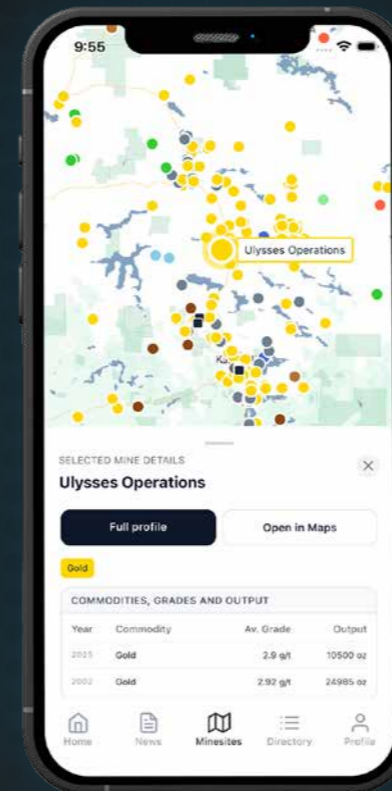 9:55
Ulysses Operations
SELECTED MINE DETAILS
Ulysses Operations
Full profile
Open in Maps
Gold
COMMODITIES, GRADES AND OUTPUT
Year Commodity Av. Grade Output
Gold 2.9 g/t 10500 oz
2002 Gold 2.92 g/t 24985 oz
Home News Minesites Directory Profile